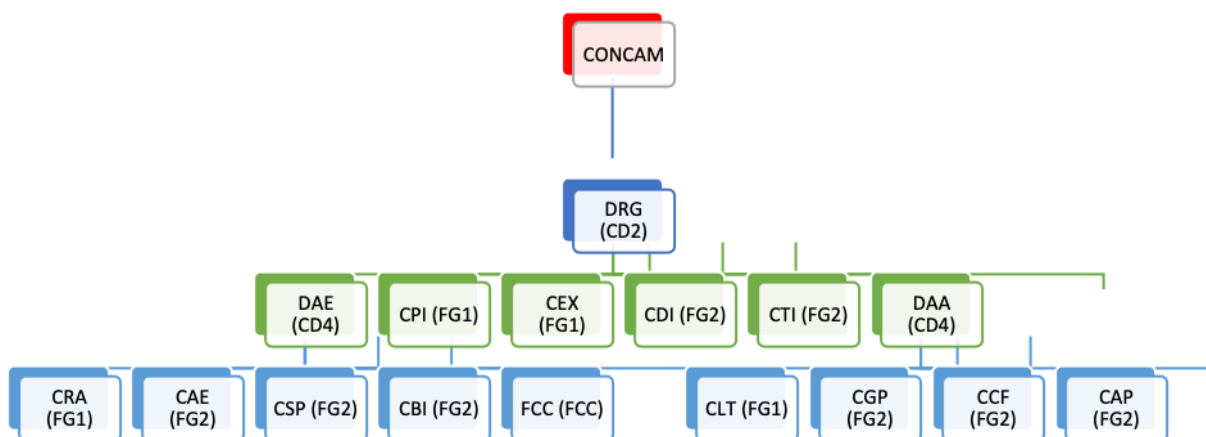 CONCAM
DRG
(CD2)
DAE
(CD4)
CPI (FG1)
CEX
(FG1)
CDI (FG2)
CTI (FG2)
DAA
(CD4)
CRA
(FG1)
CAE
(FG2)
CSP (FG2)
CBI (FG2)
FCC (FCC)
CLT (FG1)
CGP
(FG2)
CCF
(FG2)
CAP
(FG2)